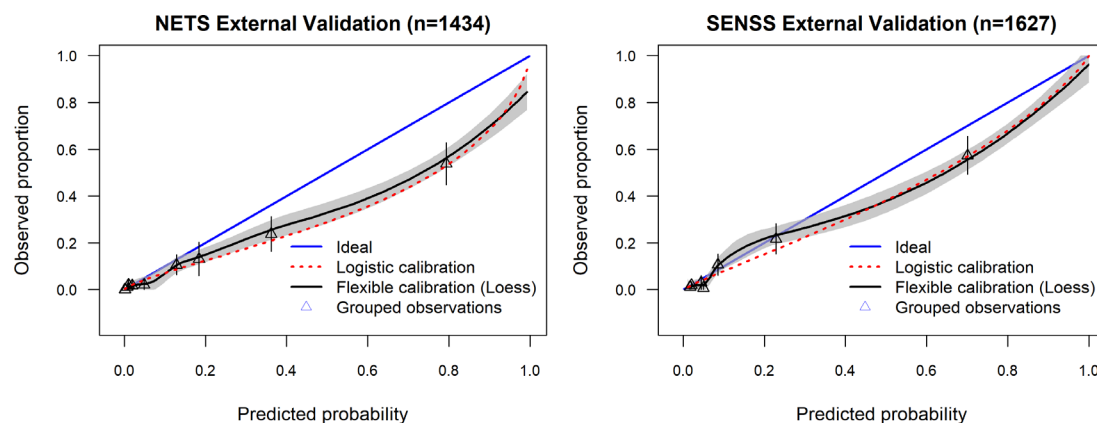 NETS External Validation (n=1434)
Observed proportion
1.0
0.8
0.6
0.4
0.2
0.0
Ideal
Logistic calibration
Flexible calibration (Loess)
Grouped observations
0.0 0.2 0.4 0.6 0.8 1.0
Predicted probability
SENSS External Validation (n=1627)
Observed proportion
1.0
0.8
0.6
0.4
0.2
0.0
Ideal
Logistic calibration
Flexible calibration (Loess)
Grouped observations
0.0 0.2 0.4 0.6 0.8 1.0
Predicted probability